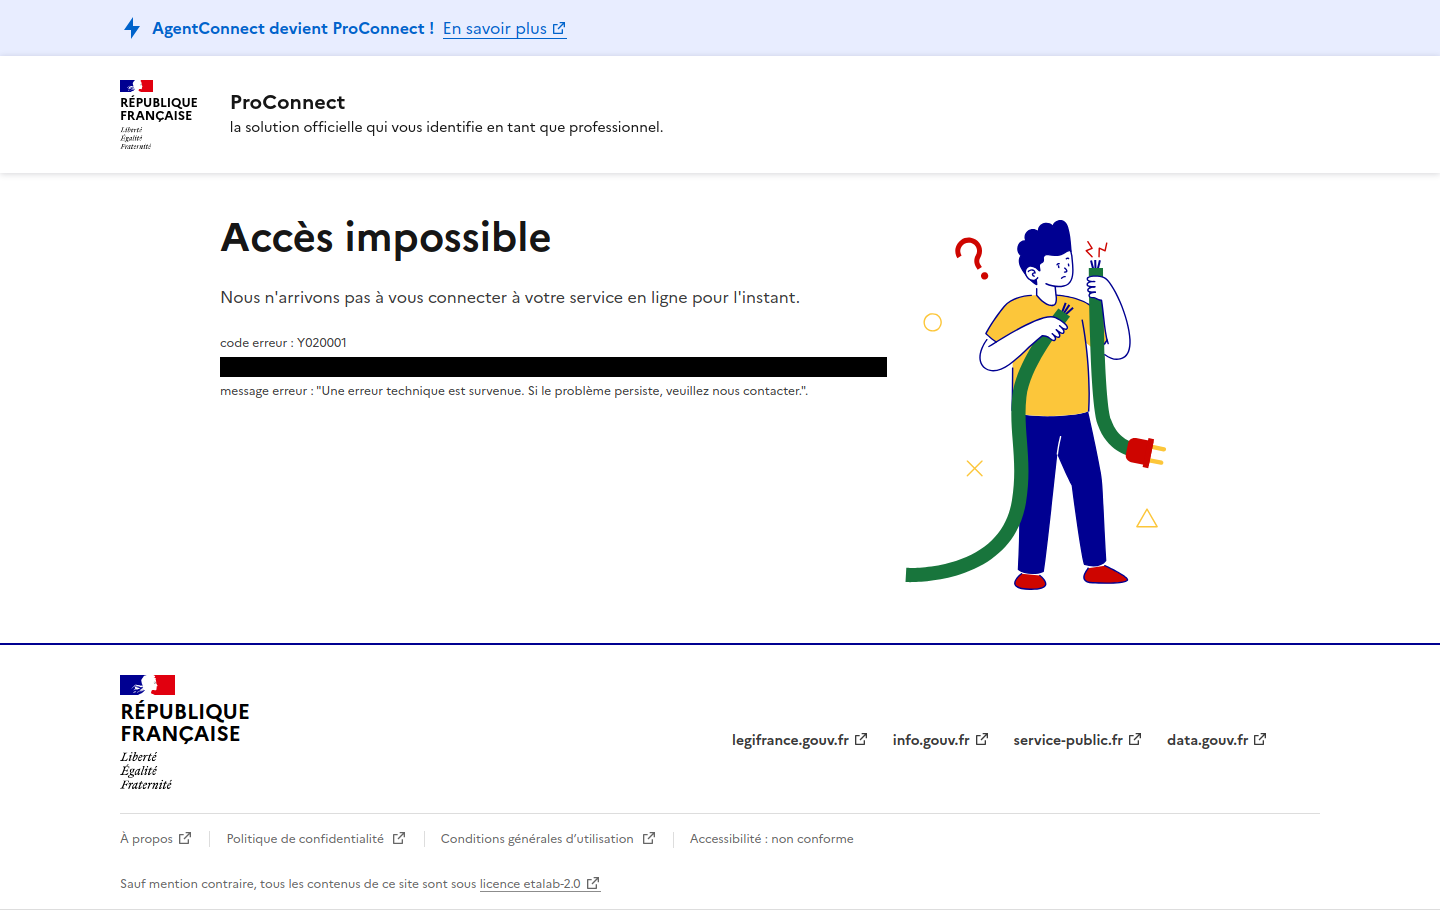 AgentConnect devient ProConnect ! En savoir plus
RÉPUBLIQUE
FRANÇAISE
Liberté
Égalité
Fraternité
ProConnect
la solution officielle qui vous identifie en tant que professionnel.
Accès impossible
Nous n'arrivons pas à vous connecter à votre service en ligne pour l'instant.
code erreur : Y020001
message erreur : "Une erreur technique est survenue. Si le problème persiste, veuillez nous contacter.".
RÉPUBLIQUE
FRANÇAISE
Liberté
Égalité
Fraternité
legifrance.gouv.fr info.gouv.fr service-public.fr data.gouv.fr
À propos Politique de confidentialité Conditions générales d’utilisation Accessibilité : non conforme
Sauf mention contraire, tous les contenus de ce site sont sous licence etalab-2.0